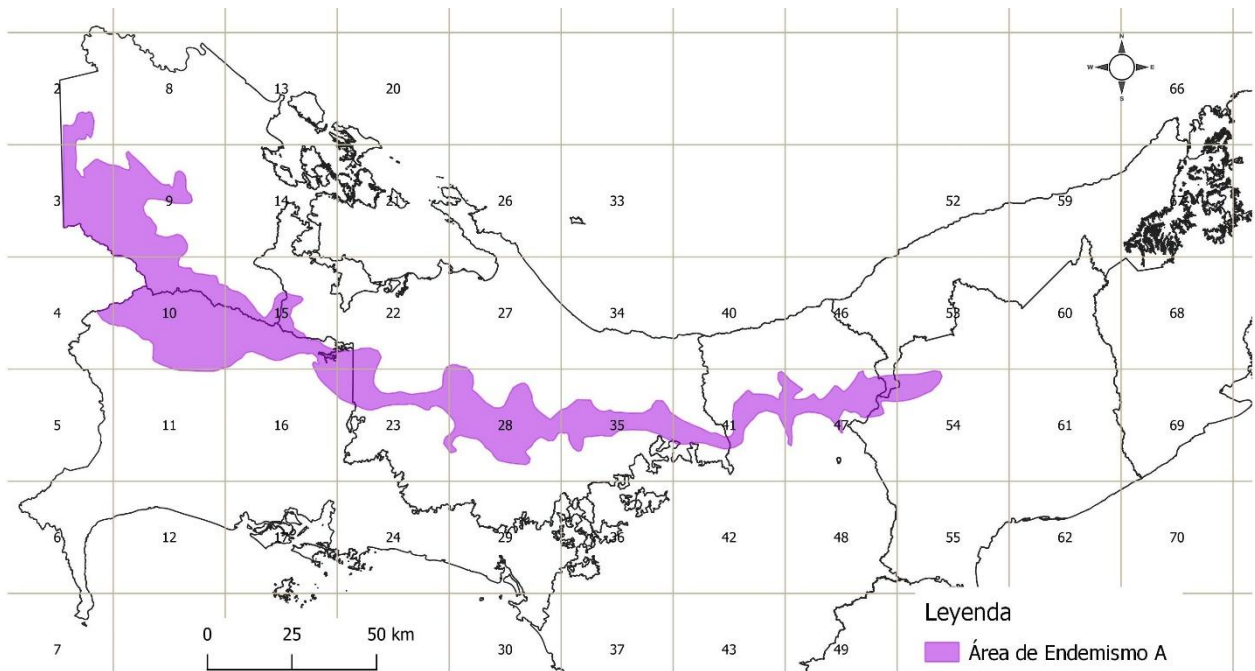 N
W E
S
2 8 13 20 66
3 9 14 21 26 33 52 59 67
4 10 15 22 27 34 40 46 53 60 68
5 11 16 23 28 35 41 47 54 61 69
6 12 17 24 29 36 42 48 55 62 70
7 30 37 43 49
0 25 50 km
Leyenda
Área de Endemismo A